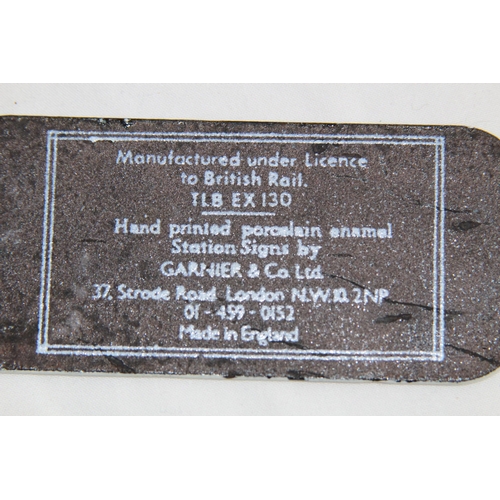 Manufactured under Licence
to British Rail.
TLB EX 130
Hand printed porcelain enamel
Station Signs by
GARNIER & Co. Ltd.
37, Strode Road, London N.W.10. 2NP
01 - 499 - 0152
Made in England